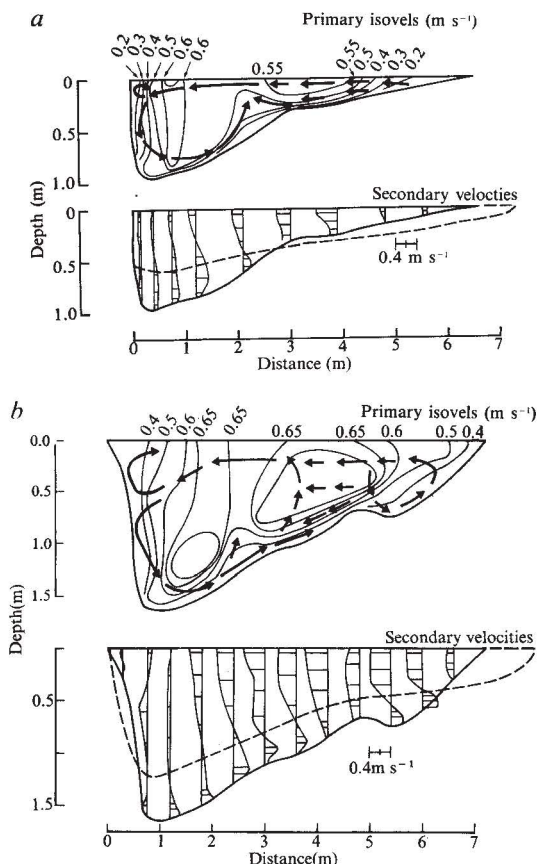 a
Primary isovels (m s⁻¹)
0.2 0.3 0.4 0.5 0.6 0.6 0.55 0.55 0.5 0.4 0.3 0.2
0
0.5
1.0
Secondary velocties
0
0.5
1.0
0.4 m s⁻¹
Depth (m)
0 1 2 3 4 5 6 7
Distance (m)
b
Primary isovels (m s⁻¹)
0.4 0.5 0.6 0.65 0.65 0.65 0.65 0.6 0.5 0.4
0.0
0.5
1.0
1.5
Secondary velocities
0.5
1.5
0.4m s⁻¹
Depth(m)
0 1 2 3 4 5 6 7
Distance(m)